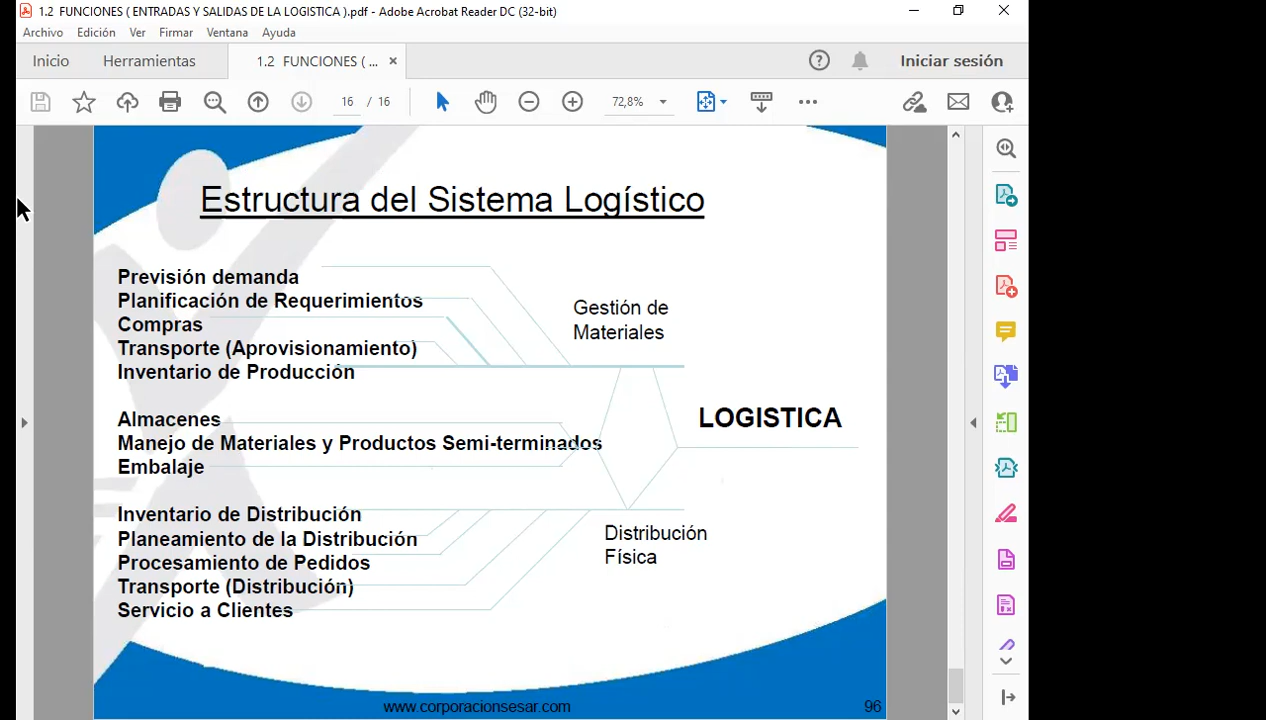 1.2 FUNCIONES ( ENTRADAS Y SALIDAS DE LA LOGISTICA ).pdf - Adobe Acrobat Reader DC (32-bit)
Archivo Edición Ver Firmar Ventana Ayuda
Inicio Herramientas 1.2 FUNCIONES ( ... Iniciar sesión
16 / 16 72,8%
Estructura del Sistema Logístico
Previsión demanda
Planificación de Requerimientos
Compras
Transporte (Aprovisionamiento)
Inventario de Producción
Gestión de
Materiales
Almacenes
Manejo de Materiales y Productos Semi-terminados
Embalaje
LOGISTICA
Inventario de Distribución
Planeamiento de la Distribución
Procesamiento de Pedidos
Transporte (Distribución)
Servicio a Clientes
Distribución
Física
www.corporacionsesar.com 96